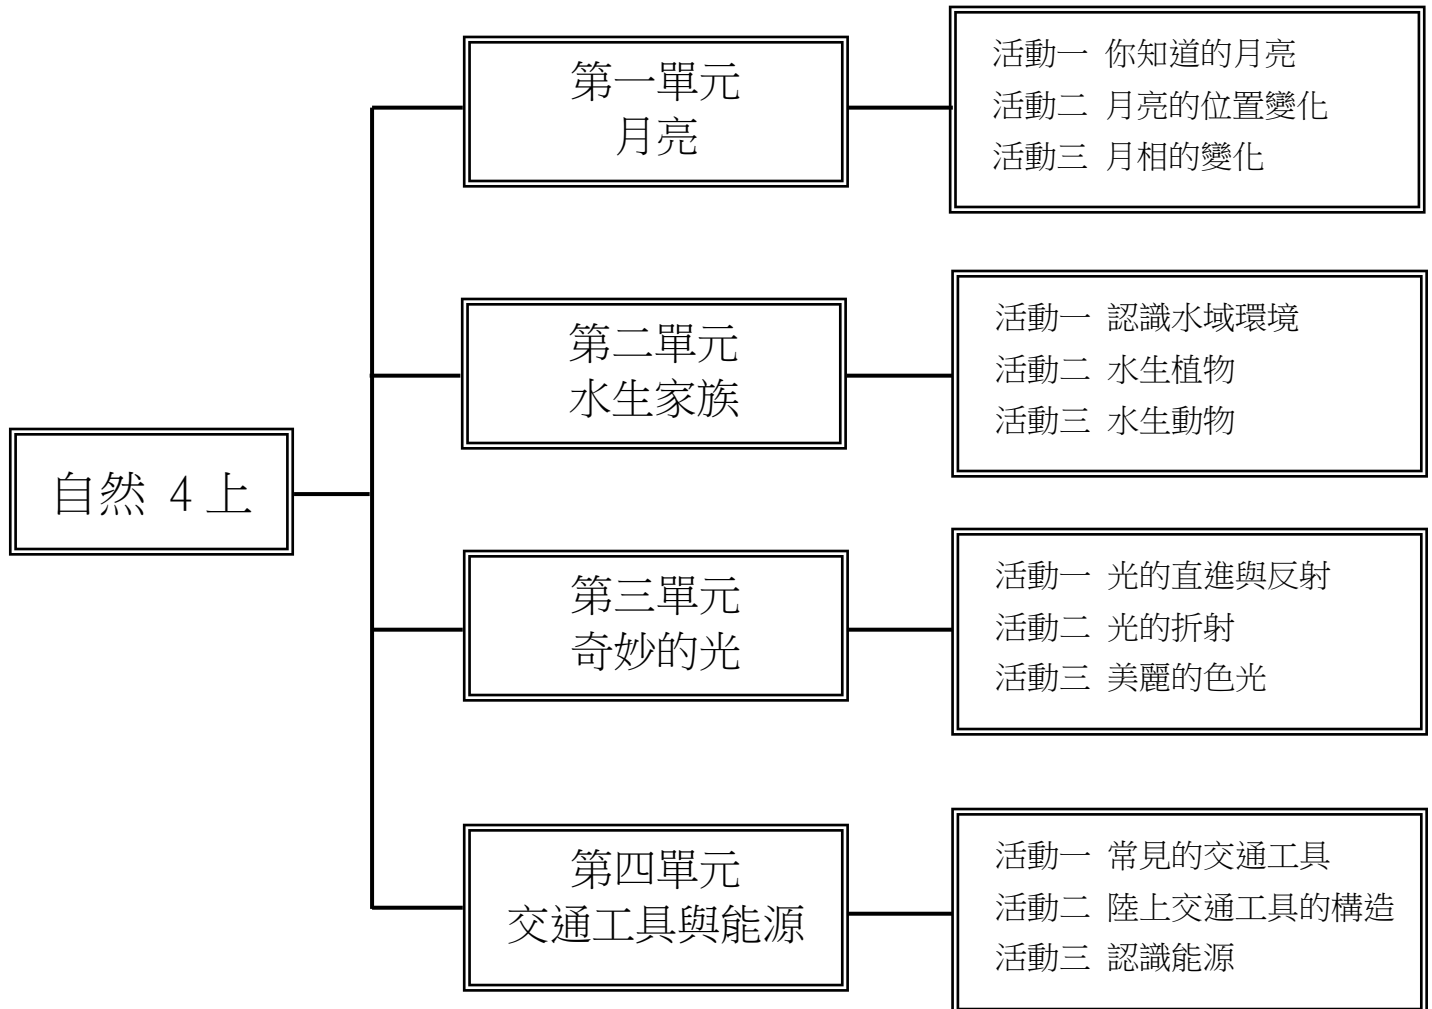 自然 4上
第一單元
月亮
活動一 你知道的月亮
活動二 月亮的位置變化
活動三 月相的變化
第二單元
水生家族
活動一 認識水域環境
活動二 水生植物
活動三 水生動物
第三單元
奇妙的光
活動一 光的直進與反射
活動二 光的折射
活動三 美麗的色光
第四單元
交通工具與能源
活動一 常見的交通工具
活動二 陸上交通工具的構造
活動三 認識能源